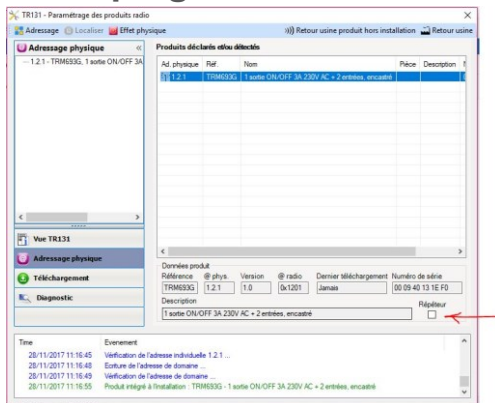 TR131 - Paramétrage des produits radio
Adressage physique Localiser Effet physique Retour usine produit hors installation Retour usine
Adressage physique «
1.2.1 - TRM693G, 1 sortie ON/OFF 3A
Produits déclarés et/ou détectés
Ad. physique Réf. Nom Pièce Description
1.2.1 TRM693G 1 sortie ON/OFF 3A 230V AC + 2 entrées, encastré
Vue TR131
Adressage physique
Téléchargement
Diagnostic
Données produit
Référence @ phys. Version @ radio Dernier téléchargement Numéro de série
TRM693G 1.2.1 1.0 0x1201 Jamais 00 09 40 13 1E F0
Description Répéteur
1 sortie ON/OFF 3A 230V AC + 2 entrées, encastré
Time Evenement
28/11/2017 11:16:45 Vérification de l'adresse individuelle 1.2.1 ...
28/11/2017 11:16:48 Ecriture de l'adresse de domaine ...
28/11/2017 11:16:49 Vérification de l'adresse de domaine ...
28/11/2017 11:16:55 Produit intégré à l'installation : TRM693G - 1 sortie ON/OFF 3A 230V AC + 2 entrées, encastré